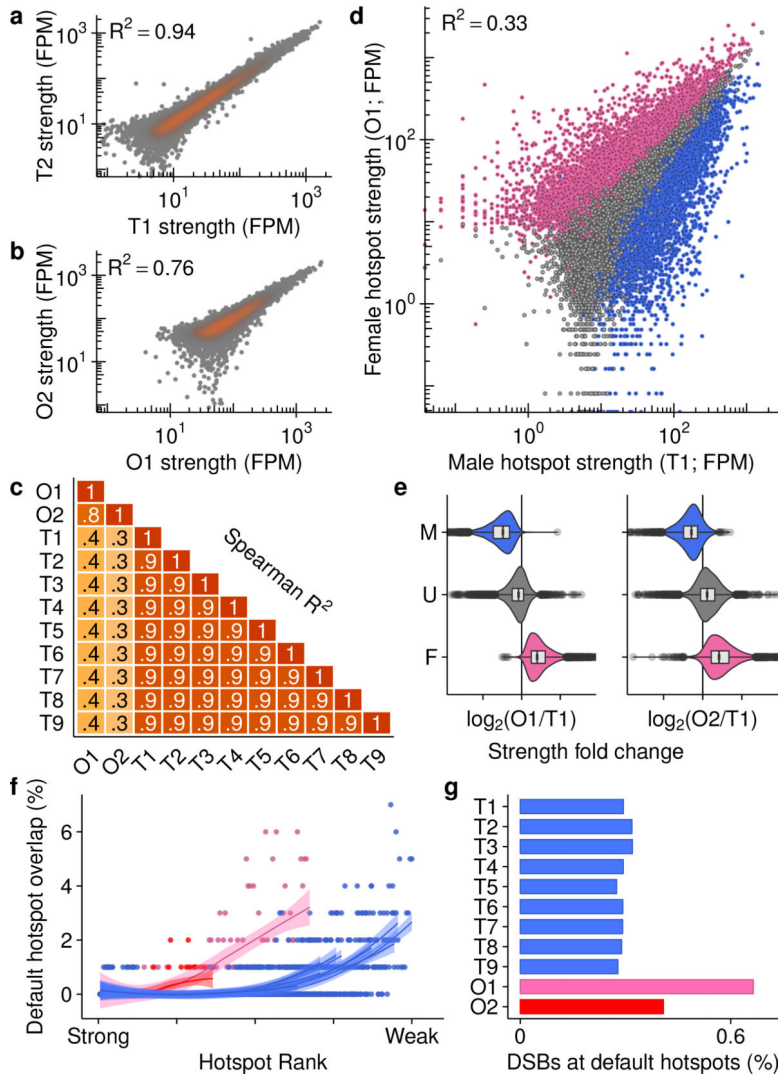 a
R² = 0.94
10³
10¹
T2 strength (FPM)
10¹
10³
T1 strength (FPM)
b
R² = 0.76
10³
10¹
O2 strength (FPM)
10¹
10³
O1 strength (FPM)
d
R² = 0.33
10²
10⁰
Female hotspot strength (O1; FPM)
10⁰
10²
Male hotspot strength (T1; FPM)
c
Spearman R²
O1 1
O2 .8 1
T1 .4 .3 1
T2 .4 .3 .9 1
T3 .4 .3 .9 .9 1
T4 .4 .3 .9 .9 .9 1
T5 .4 .3 .9 .9 .9 .9 1
T6 .4 .3 .9 .9 .9 .9 .9 1
T7 .4 .3 .9 .9 .9 .9 .9 .9 1
T8 .4 .3 .9 .9 .9 .9 .9 .9 .9 1
T9 .4 .3 .9 .9 .9 .9 .9 .9 .9 .9 1
O1 O2 T1 T2 T3 T4 T5 T6 T7 T8 T9
e
M
U
F
log₂(O1/T1) log₂(O2/T1)
Strength fold change
f
Default hotspot overlap (%)
6
4
2
0
Strong Weak
Hotspot Rank
g
T1
T2
T3
T4
T5
T6
T7
T8
T9
O1
O2
0 0.6
DSBs at default hotspots (%)